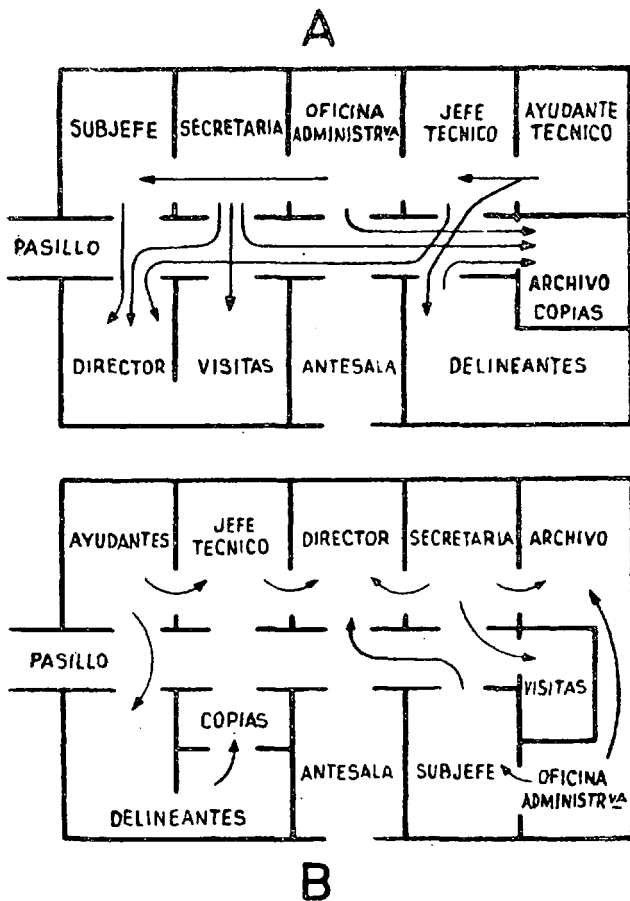 A
SUBJEFE
SECRETARIA
OFICINA
ADMINISTRVA
JEFE
TECNICO
AYUDANTE
TECNICO
PASILLO
ARCHIVO
COPIAS
DIRECTOR
VISITAS
ANTESALA
DELINEANTES
AYUDANTES
JEFE
TECNICO
DIRECTOR
SECRETARIA
ARCHIVO
PASILLO
VISITAS
COPIAS
ANTESALA
SUBJEFE
OFICINA
ADMINISTRVA
DELINEANTES
B